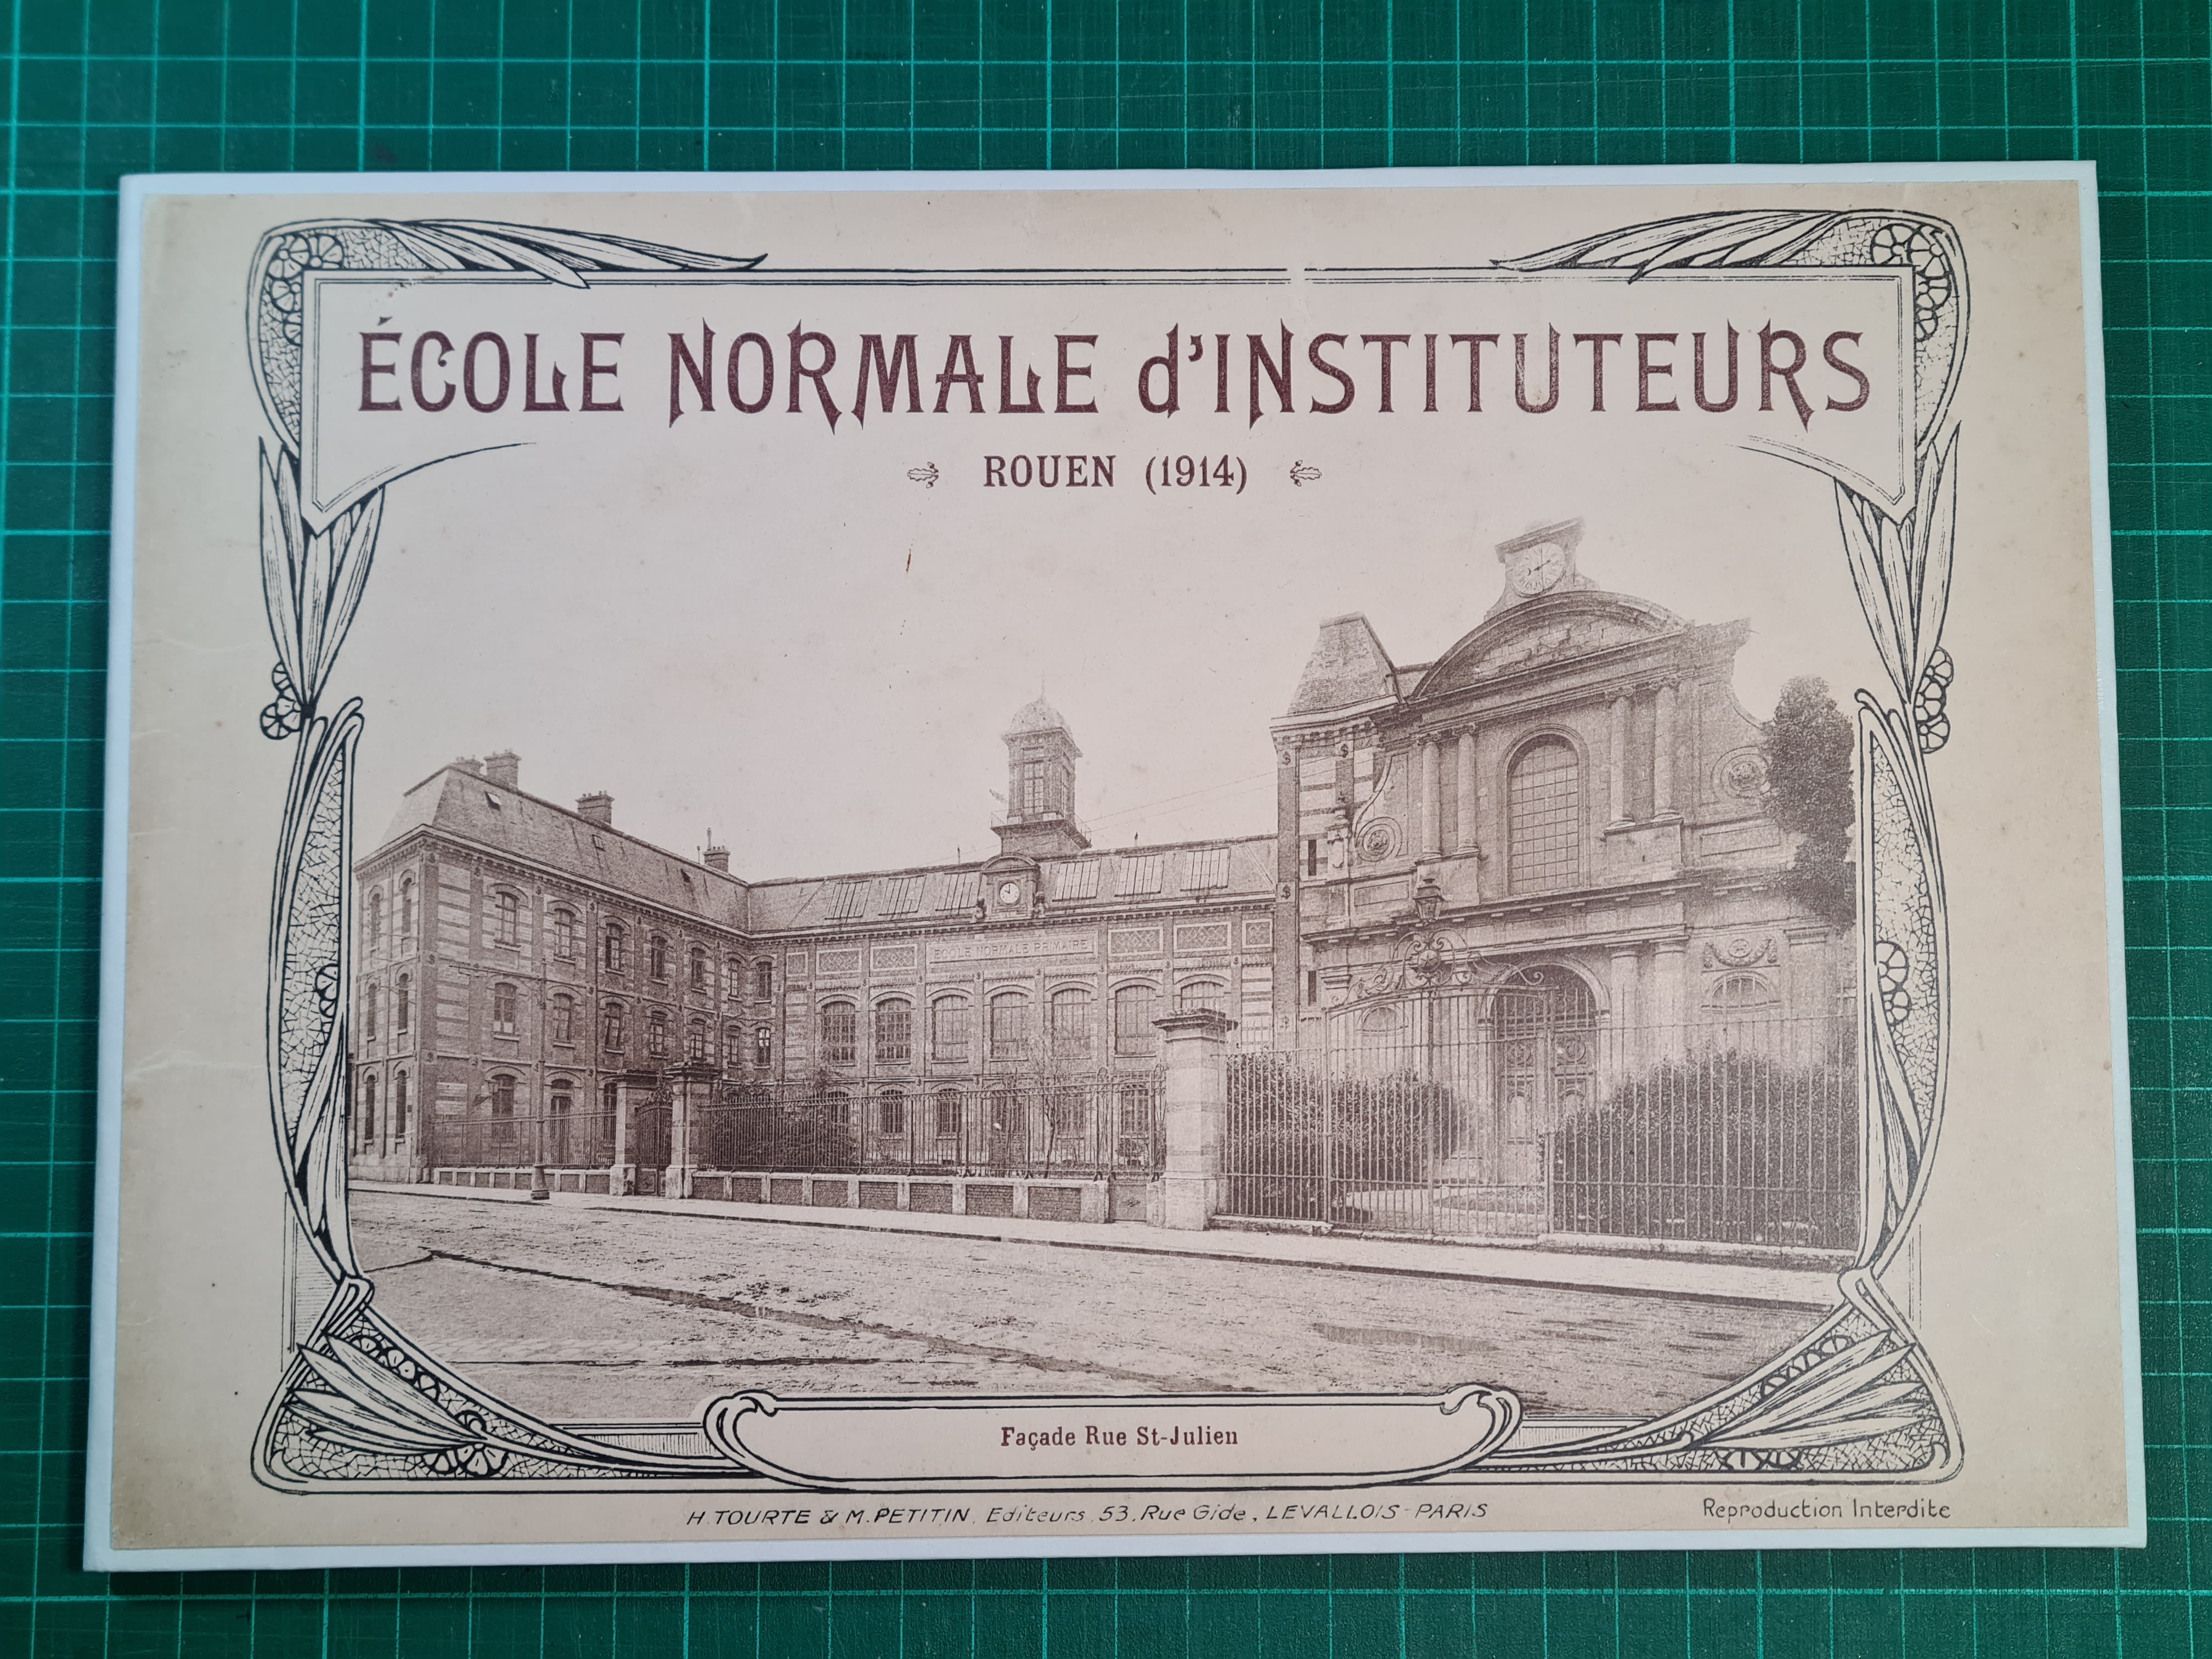 ÉCOLE NORMALE d'INSTITUTEURS
ROUEN (1914)
ECOLE NORMALE PRIMAIRE
Façade Rue St-Julien
H. TOURTE & M. PETITIN, Editeurs, 53, Rue Gide, LEVALLOIS-PARIS
Reproduction Interdite